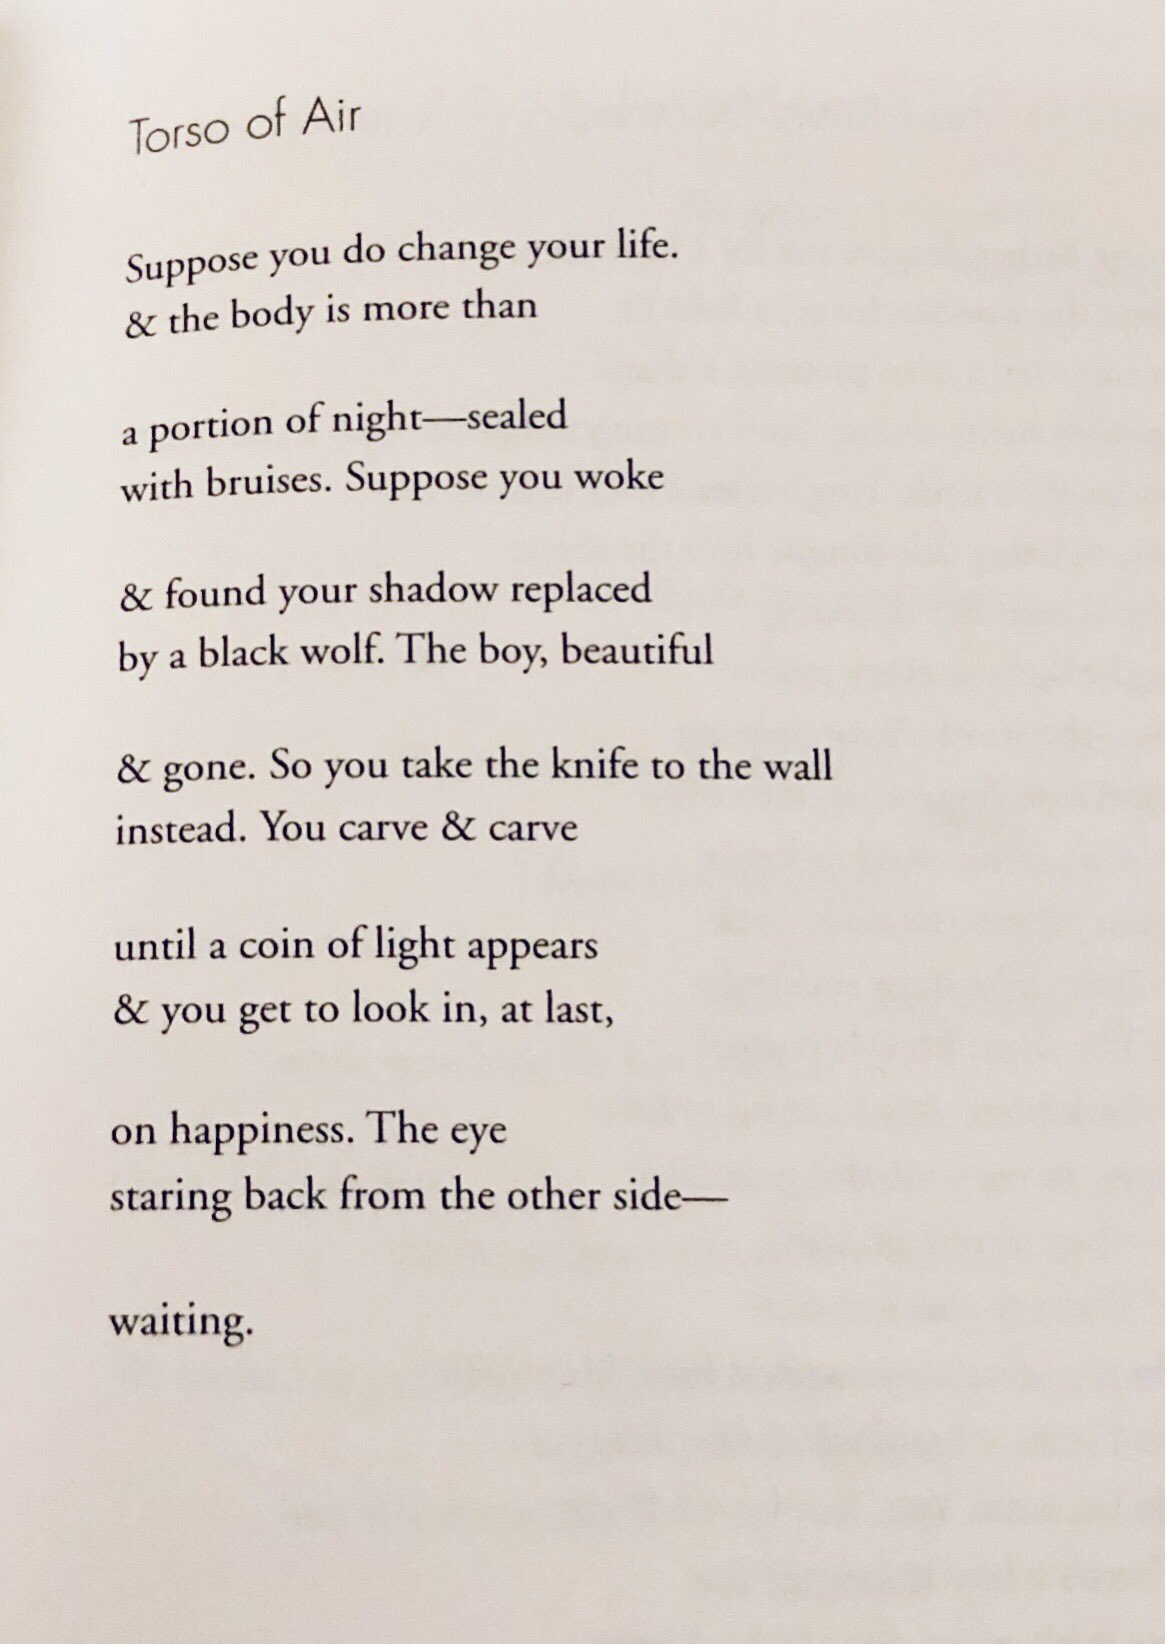 Torso of Air
Suppose you do change your life.
& the body is more than
a portion of night—sealed
with bruises. Suppose you woke
& found your shadow replaced
by a black wolf. The boy, beautiful
& gone. So you take the knife to the wall
instead. You carve & carve
until a coin of light appears
& you get to look in, at last,
on happiness. The eye
staring back from the other side—
waiting.